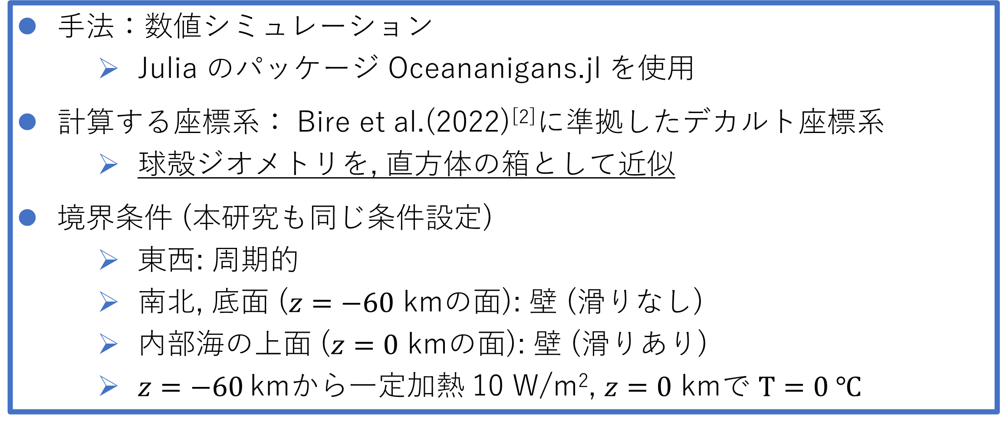 ● 手法：数値シミュレーション
➢ Julia のパッケージ Oceananigans.jl を使用
● 計算する座標系： Bire et al.(2022)[2]に準拠したデカルト座標系
➢ 球殻ジオメトリを, 直方体の箱として近似
● 境界条件 (本研究も同じ条件設定)
➢ 東西: 周期的
➢ 南北, 底面 (z = −60 kmの面): 壁 (滑りなし)
➢ 内部海の上面 (z = 0 kmの面): 壁 (滑りあり)
➢ z = −60 kmから一定加熱 10 W/m², z = 0 kmで T = 0 ℃